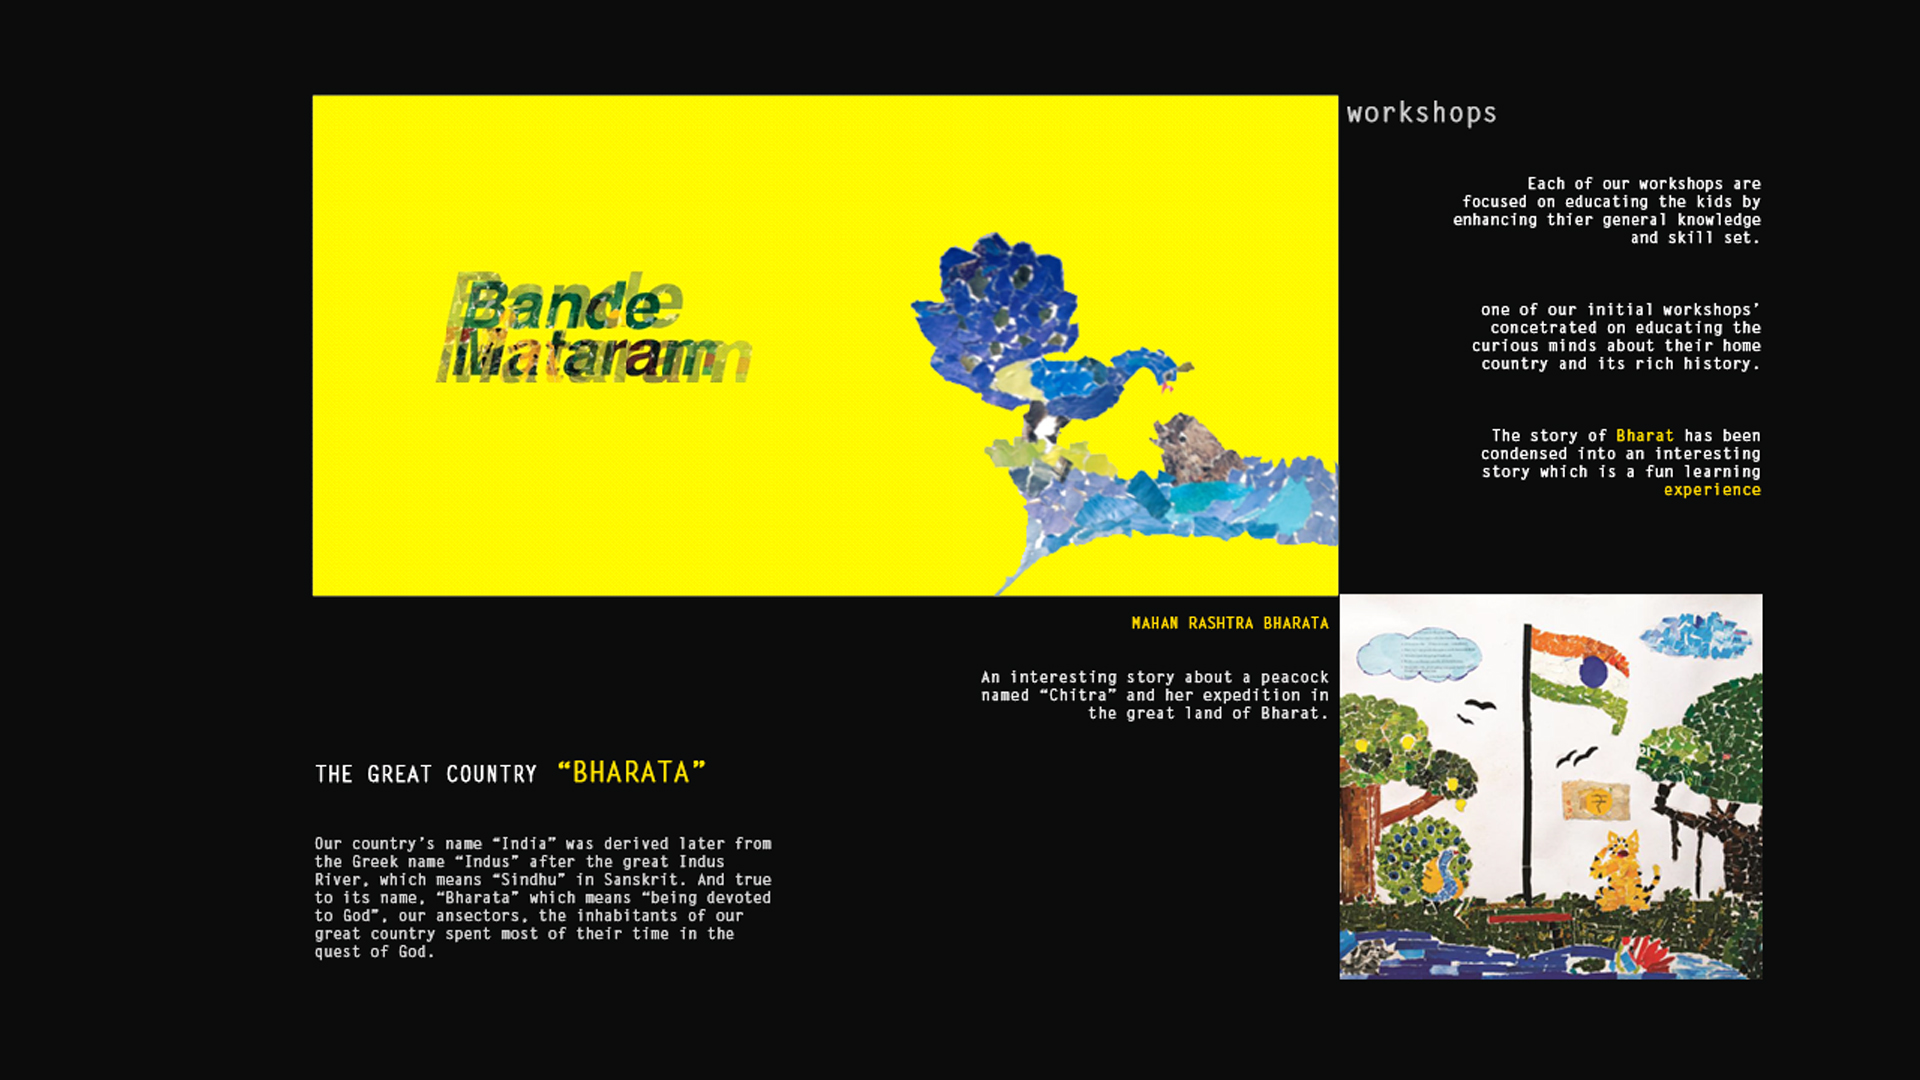 workshops
Each of our workshops are
focused on educating the kids by
enhancing thier general knowledge
and skill set.
one of our initial workshops’
concetrated on educating the
curious minds about their home
country and its rich history.
The story of Bharat has been
condensed into an interesting
story which is a fun learning
experience
Bande
Mataram
MAHAN RASHTRA BHARATA
An interesting story about a peacock
named “Chitra” and her expedition in
the great land of Bharat.
THE GREAT COUNTRY “BHARATA”
Our country’s name “India” was derived later from
the Greek name “Indus” after the great Indus
River, which means “Sindhu” in Sanskrit. And true
to its name, “Bharata” which means “being devoted
to God”, our ansectors, the inhabitants of our
great country spent most of their time in the
quest of God.
₹